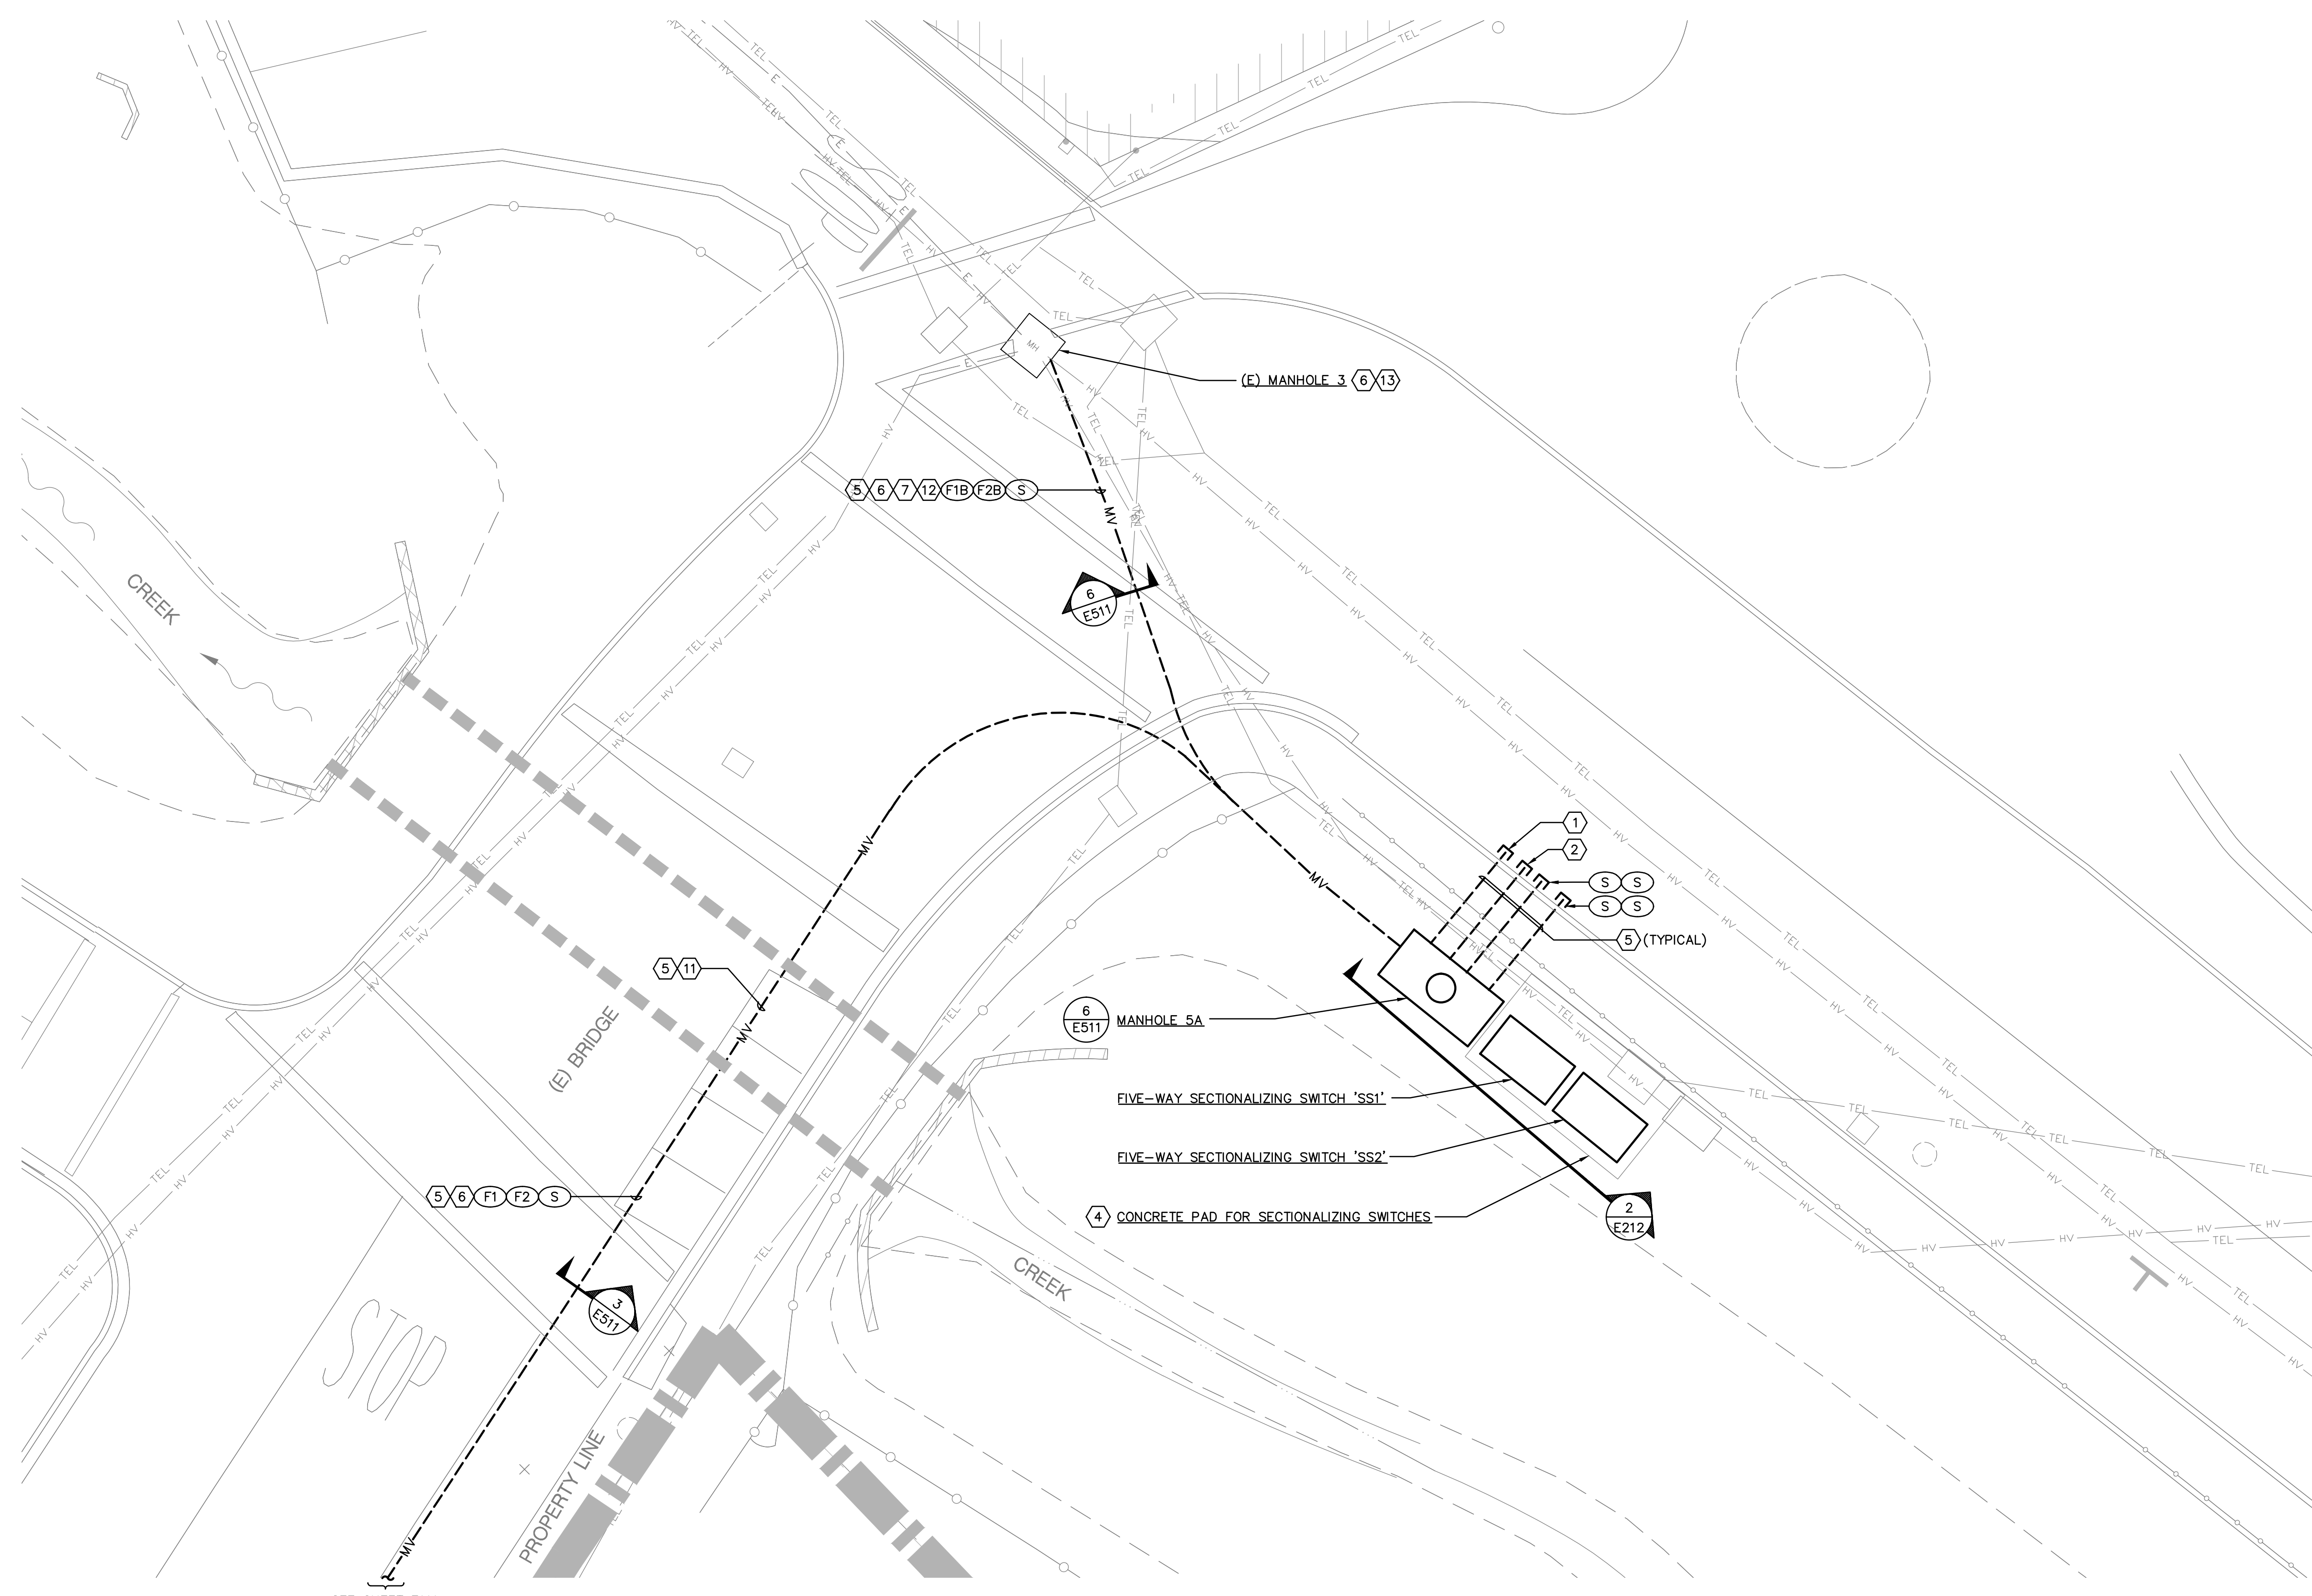 (E) MANHOLE 3 6 13
MH
5 6 7 12 F1B F2B S
MV
6
E511
CREEK
1
2
S S
S S
5 (TYPICAL)
MV
MV
5 11
(E) BRIDGE
MV
6
E511
MANHOLE 5A
FIVE-WAY SECTIONALIZING SWITCH 'SS1'
FIVE-WAY SECTIONALIZING SWITCH 'SS2'
4 CONCRETE PAD FOR SECTIONALIZING SWITCHES
2
E212
5 6 F1 F2 S
CREEK
3
E511
STOP
PROPERTY LINE
MV
TEL
HV
E